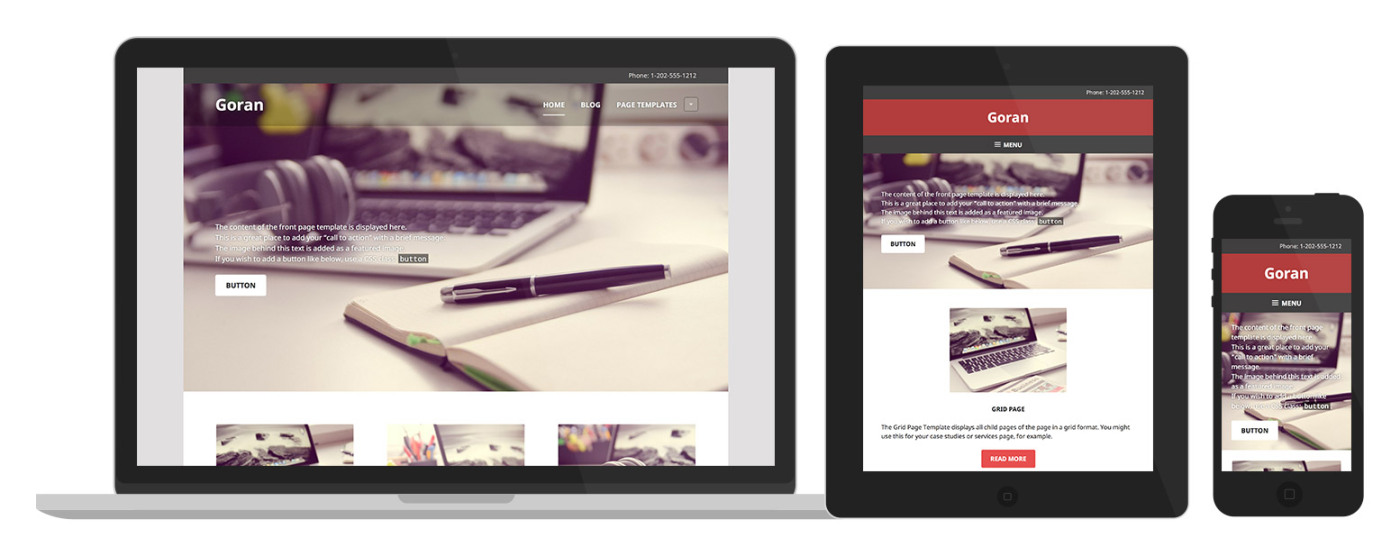 Phone: 1-202-555-1212
Goran
HOME BLOG PAGE TEMPLATES
The content of the front page template is displayed here.
This is a great place to add your "call to action" with a brief message.
The image behind this text is added as a featured image.
If you wish to add a button like below, use a CSS class button
BUTTON
Phone: 1-202-555-1212
Goran
MENU
The content of the front page template is displayed here.
This is a great place to add your "call to action" with a brief message.
The image behind this text is added as a featured image.
If you wish to add a button like below, use a CSS class button
BUTTON
GRID PAGE
The Grid Page Template displays all child pages of the page in a grid format. You might
use this for your case studies or services page, for example.
READ MORE
Phone: 1-202-555-1212
Goran
MENU
The content of the front page
template is displayed here.
This is a great place to add your
"call to action" with a brief
message.
The image behind this text is added
as a featured image.
If you wish to add a button like
button
BUTTON